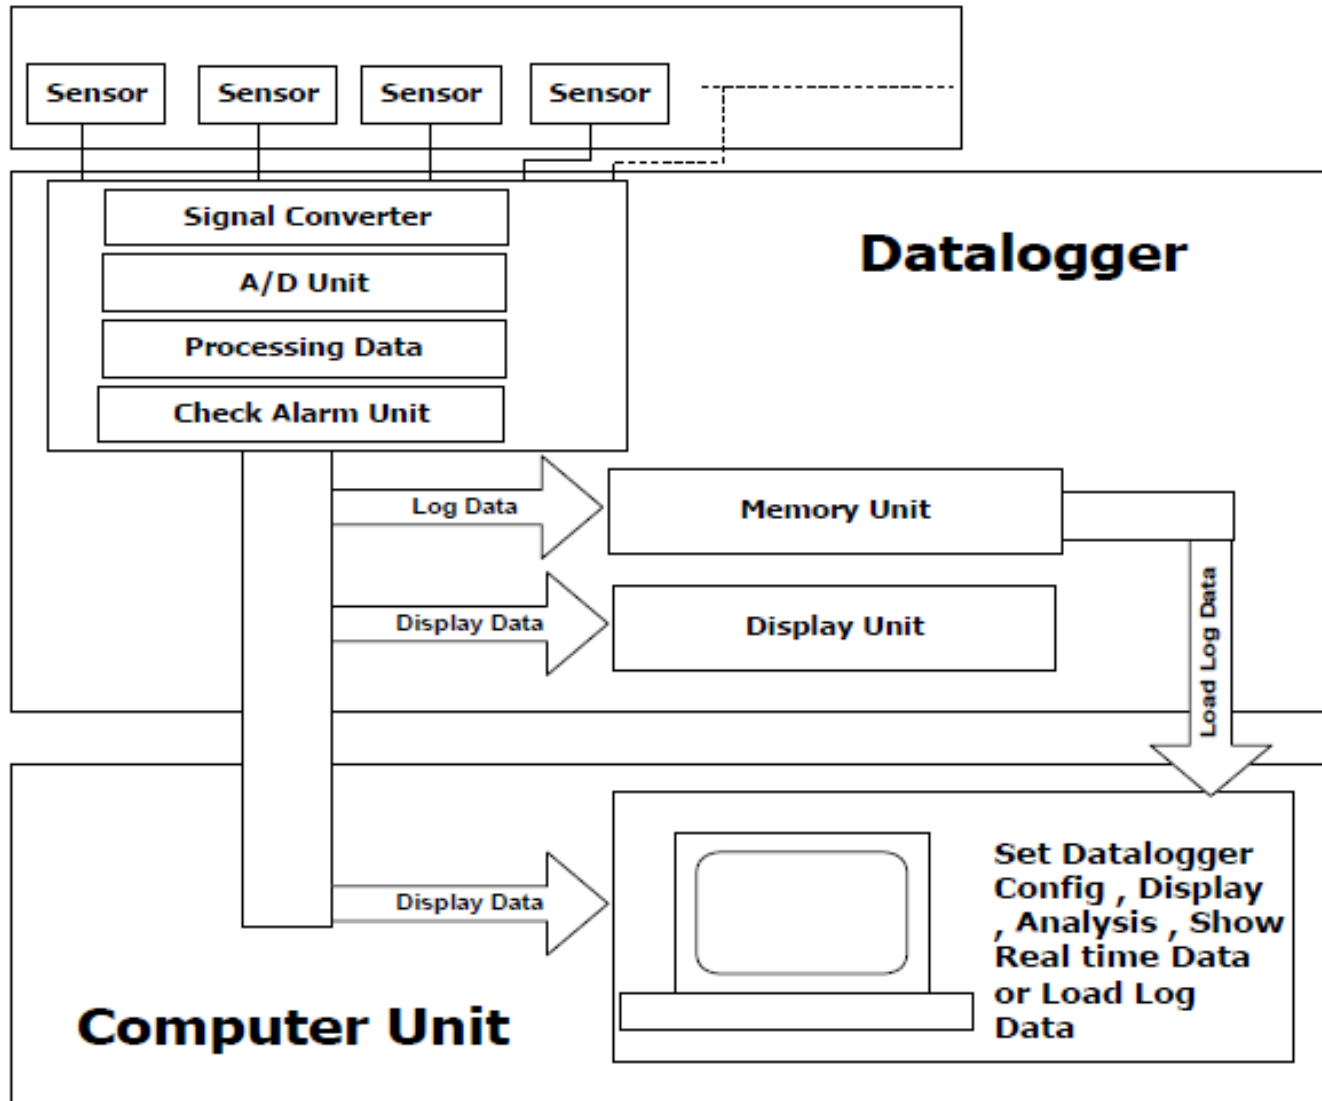 Sensor
Sensor
Sensor
Sensor
Signal Converter
A/D Unit
Processing Data
Check Alarm Unit
Datalogger
Log Data
Memory Unit
Display Data
Display Unit
Load Log Data
Display Data
Set Datalogger
Config , Display
, Analysis , Show
Real time Data
or Load Log
Data
Computer Unit